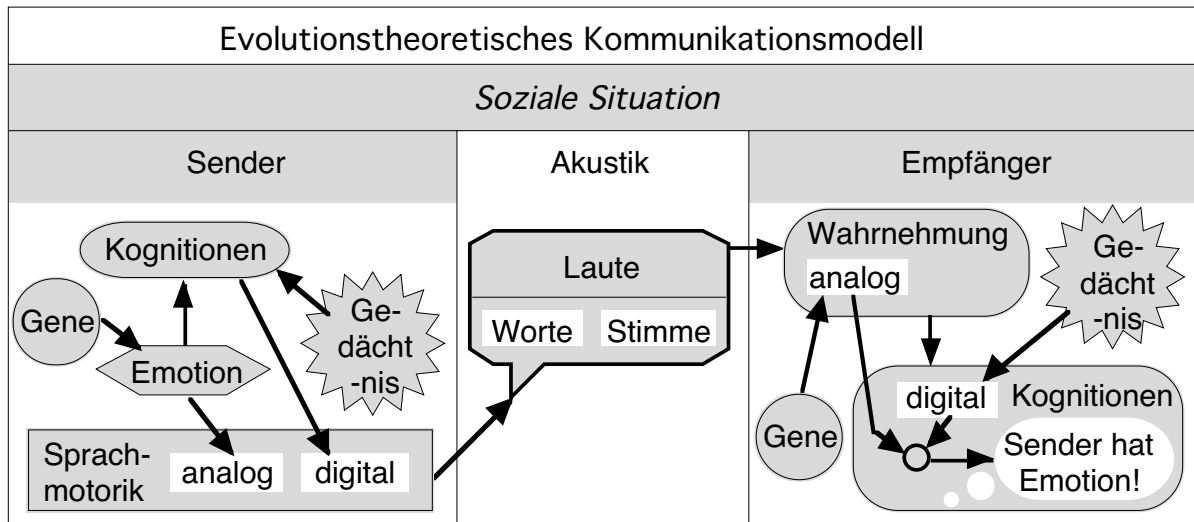 Evolutionstheoretisches Kommunikationsmodell
Soziale Situation
Sender
Akustik
Empfänger
Kognitionen
Gene
Emotion
Ge-
dächt
-nis
Sprach-
motorik
analog
digital
Laute
Worte
Stimme
Wahrnehmung
analog
Ge-
dächt
-nis
Gene
digital
Kognitionen
Sender hat
Emotion!